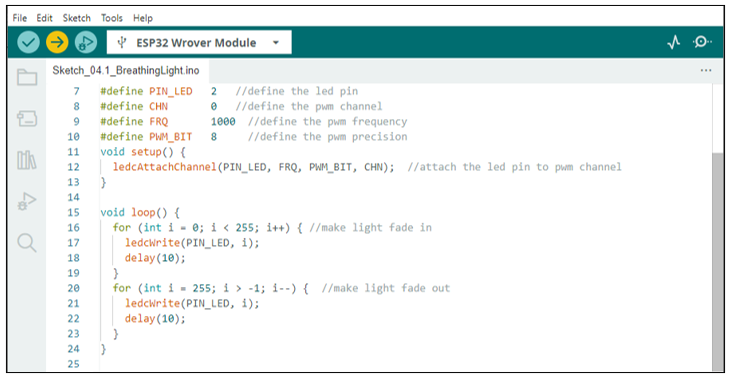 File Edit Sketch Tools Help
ESP32 Wrover Module
Sketch_04.1_BreathingLight.ino
7 #define PIN_LED 2 //define the led pin
8 #define CHN 0 //define the pwm channel
9 #define FRQ 1000 //define the pwm frequency
10 #define PWM_BIT 8 //define the pwm precision
11 void setup() {
12 ledcAttachChannel(PIN_LED, FRQ, PWM_BIT, CHN); //attach the led pin to pwm channel
13 }
14
15 void loop() {
16 for (int i = 0; i < 255; i++) { //make light fade in
17 ledcWrite(PIN_LED, i);
18 delay(10);
19 }
20 for (int i = 255; i > -1; i--) { //make light fade out
21 ledcWrite(PIN_LED, i);
22 delay(10);
23 }
24 }
25